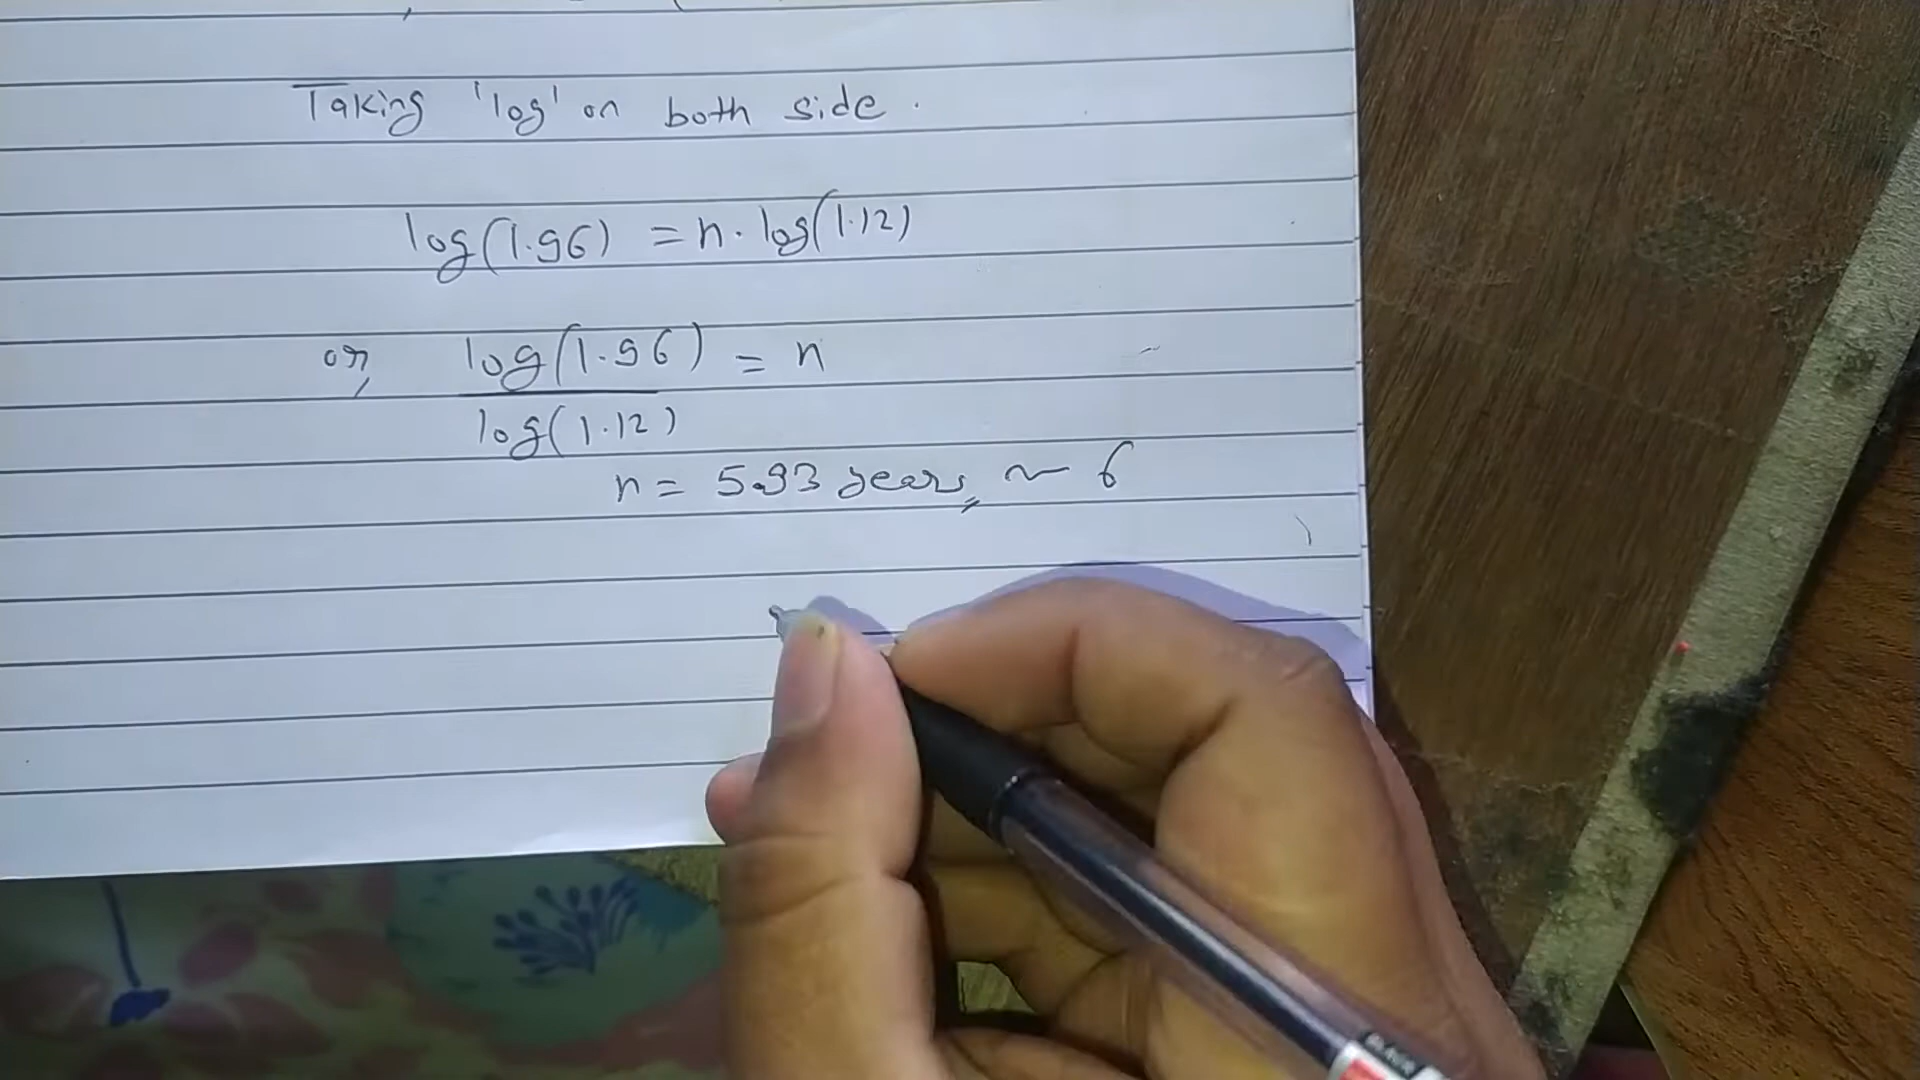 Taking 'log' on both side.
log(1.96) = n. log(1.12)
or, log(1.96) = n
log(1.12)
n = 5.93 years, ~ 6